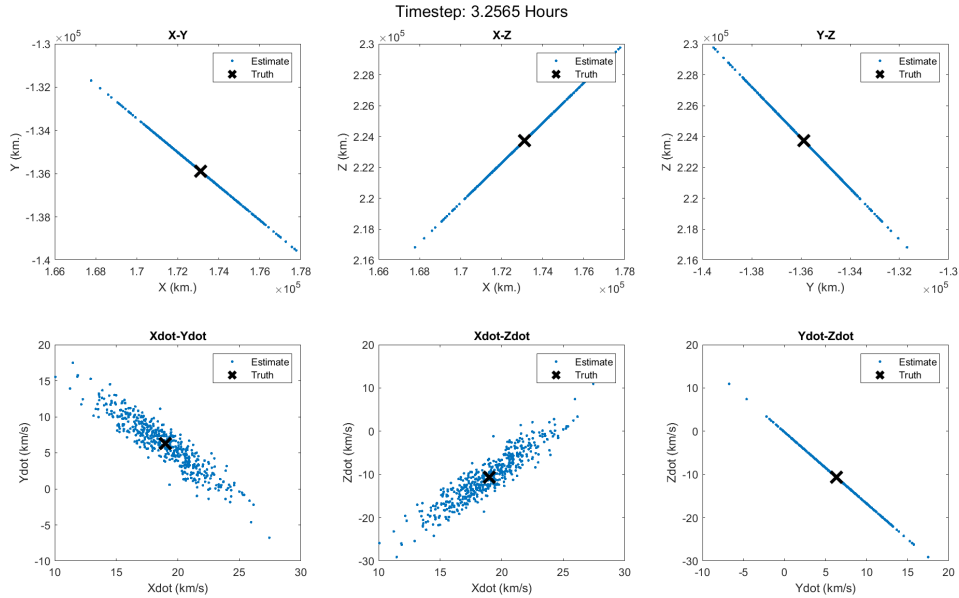 Timestep: 3.2565 Hours
X-Y
×10^5
-1.3
-1.32
-1.34
-1.36
-1.38
-1.4
Y (km.)
Estimate
Truth
1.66 1.68 1.7 1.72 1.74 1.76 1.78
X (km.)
×10^5
X-Z
×10^5
2.3
2.28
2.26
2.24
2.22
2.2
2.18
2.16
Z (km.)
Estimate
Truth
1.66 1.68 1.7 1.72 1.74 1.76 1.78
X (km.)
×10^5
Y-Z
×10^5
2.3
2.28
2.26
2.24
2.22
2.2
2.18
2.16
Z (km.)
Estimate
Truth
-1.4 -1.38 -1.36 -1.34 -1.32 -1.3
Y (km.)
×10^5
Xdot-Ydot
20
15
10
5
0
-5
-10
Ydot (km/s)
Estimate
Truth
10 15 20 25 30
Xdot (km/s)
Xdot-Zdot
20
10
0
-10
-20
-30
Zdot (km/s)
Estimate
Truth
10 15 20 25 30
Xdot (km/s)
Ydot-Zdot
20
10
0
-10
-20
-30
Zdot (km/s)
Estimate
Truth
-10 -5 0 5 10 15 20
Ydot (km/s)